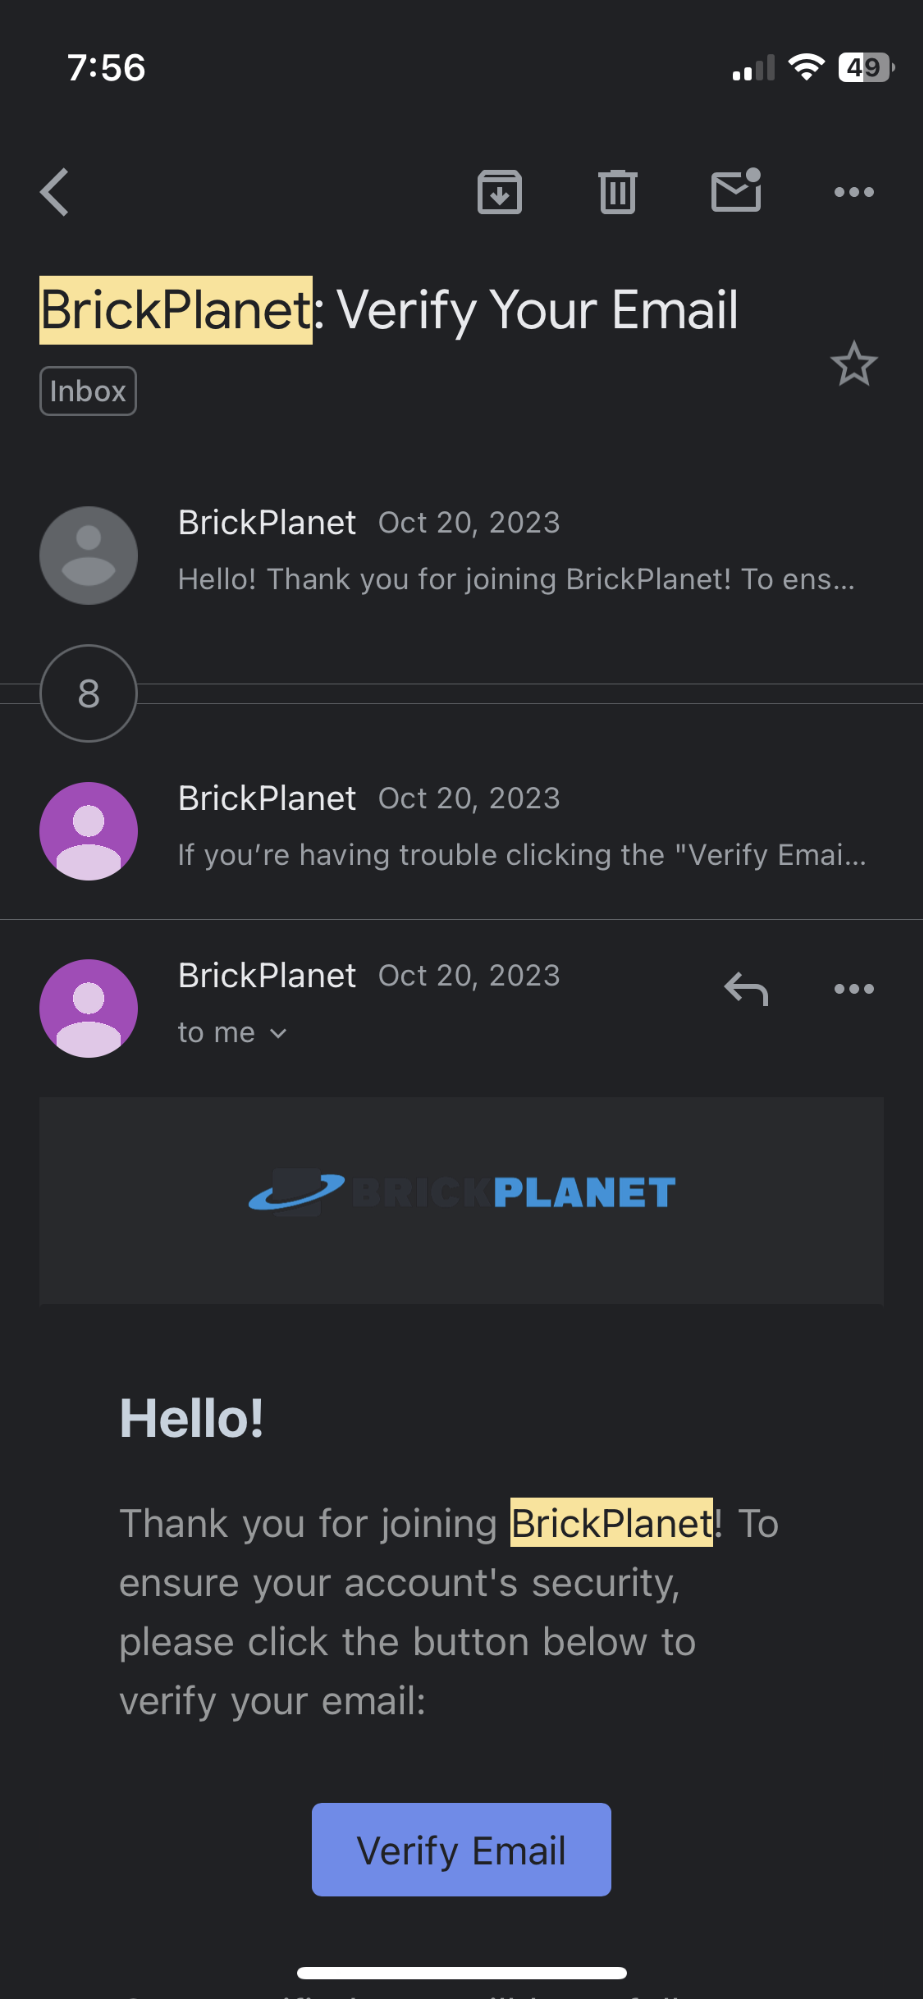 7:56
49
BrickPlanet: Verify Your Email
Inbox
BrickPlanet Oct 20, 2023
Hello! Thank you for joining BrickPlanet! To ens...
8
BrickPlanet Oct 20, 2023
If you're having trouble clicking the "Verify Emai...
BrickPlanet Oct 20, 2023
to me
BRICKPLANET
Hello!
Thank you for joining BrickPlanet! To
ensure your account's security,
please click the button below to
verify your email:
Verify Email